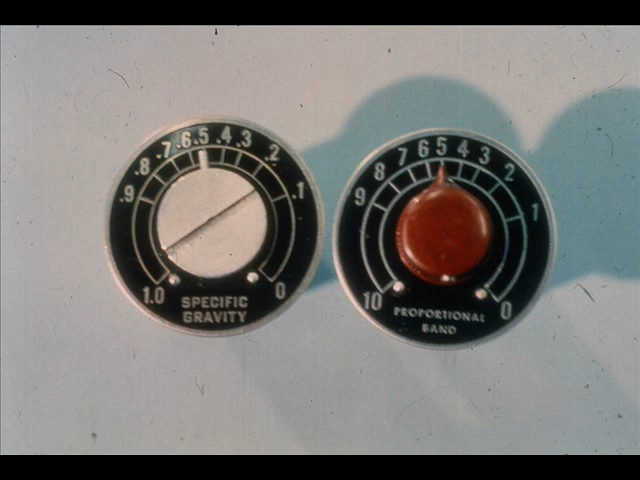 1.0 .9 .8 .7 .6 .5 .4 .3 .2 .1 0
SPECIFIC
GRAVITY
10 9 8 7 6 5 4 3 2 1 0
PROPORTIONAL
BAND